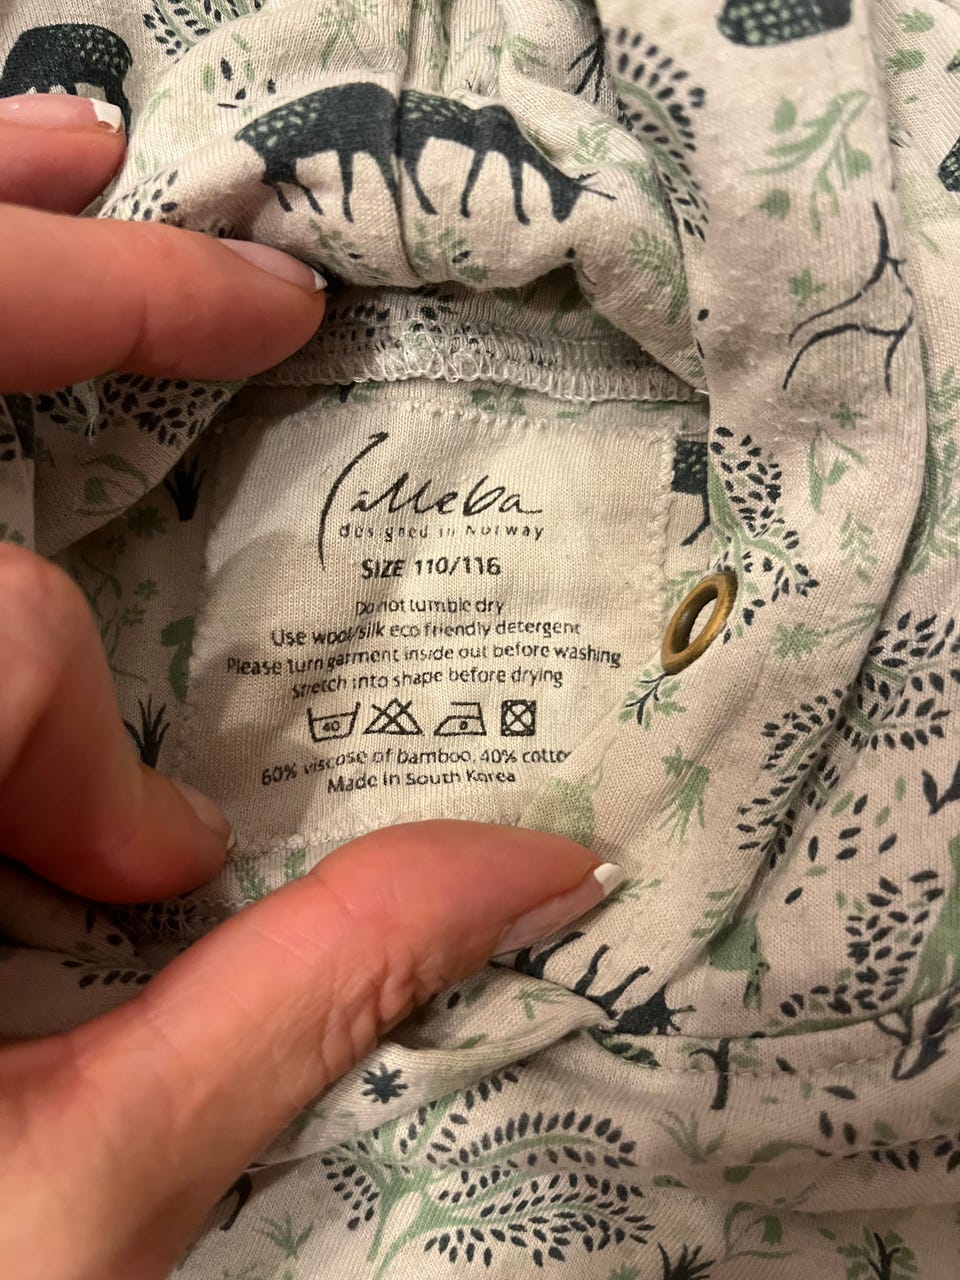 Lilleba
designed in Norway
SIZE 110/116
Do not tumble dry
Use wool/silk eco friendly detergent
Please turn garment inside out before washing
stretch into shape before drying
40
60% viscose of bamboo, 40% cotto
Made in South Korea